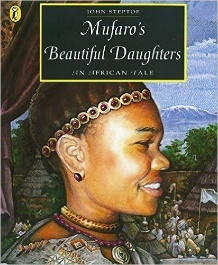 JOHN STEPTOE
Mufaro's
Beautiful Daughters
AN AFRICAN TALE